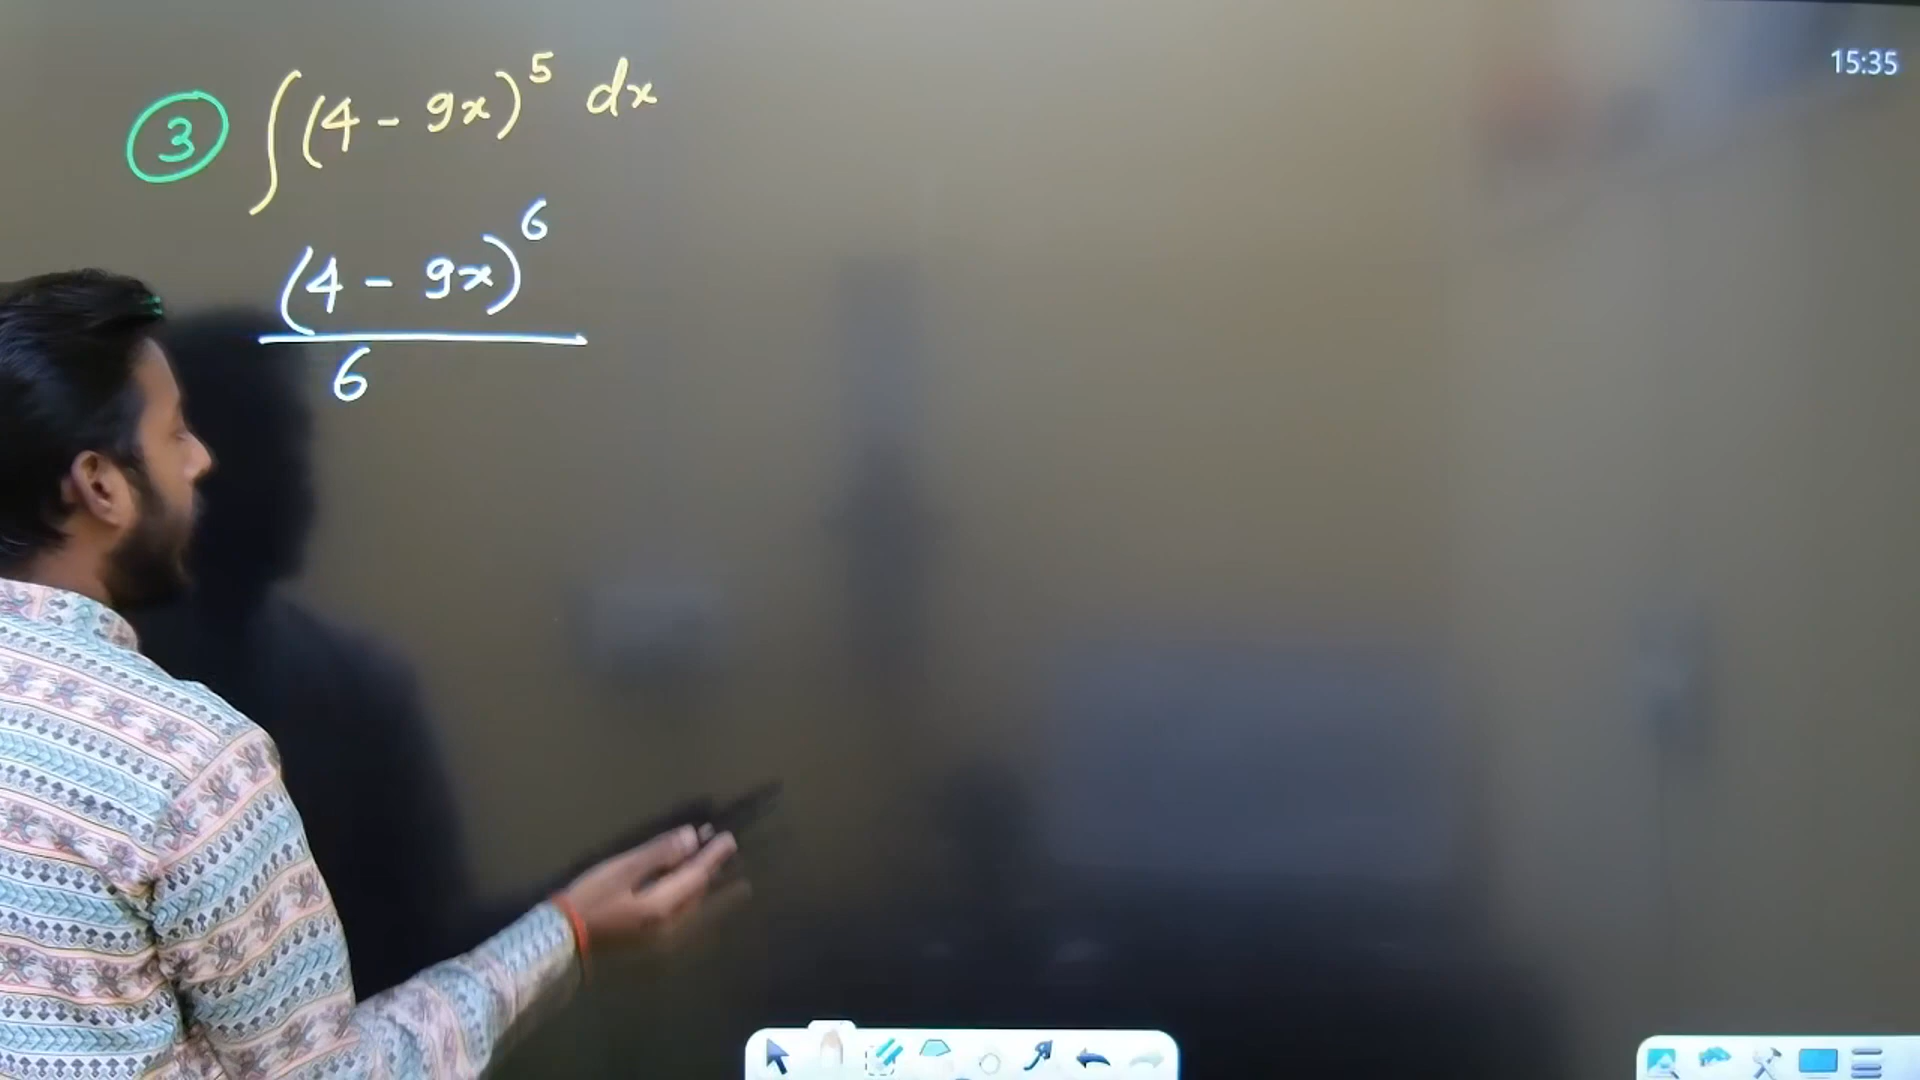 15:35
③ ∫(4 - 9x)⁵ dx
(4 - 9x)⁶
6